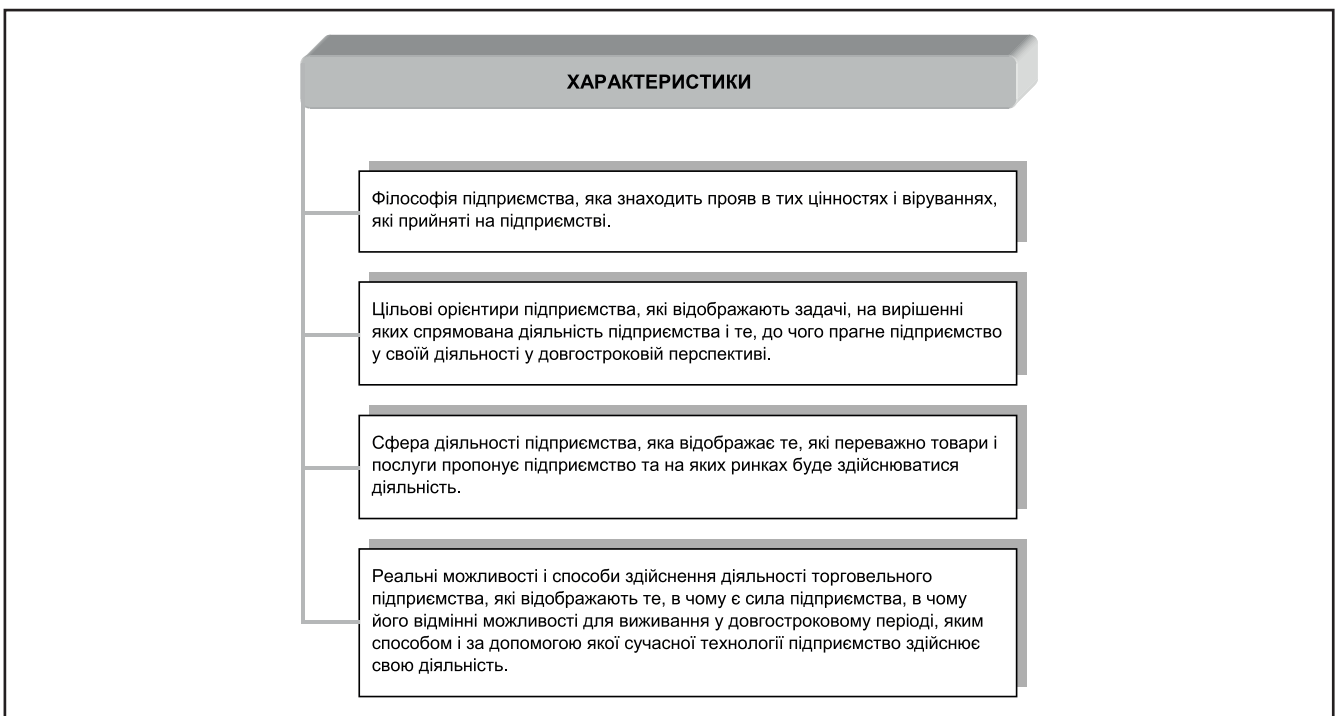 ХАРАКТЕРИСТИКИ
Філософія підприємства, яка знаходить прояв в тих цінностях і віруваннях,
які прийняті на підприємстві.
Цільові орієнтири підприємства, які відображають задачі, на вирішенні
яких спрямована діяльність підприємства і те, до чого прагне підприємство
у своїй діяльності у довгостроковій перспективі.
Сфера діяльності підприємства, яка відображає те, які переважно товари і
послуги пропонує підприємство та на яких ринках буде здійснюватися
діяльність.
Реальні можливості і способи здійснення діяльності торговельного
підприємства, які відображають те, в чому є сила підприємства, в чому
його відмінні можливості для виживання у довгостроковому періоді, яким
способом і за допомогою якої сучасної технології підприємство здійснює
свою діяльність.